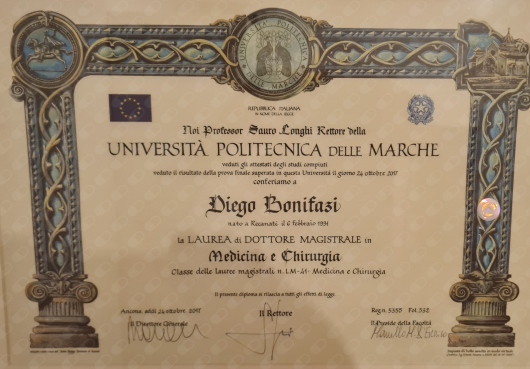 UNIVERSITÀ POLITECNICA
DELLE MARCHE
REPUBBLICA ITALIANA
IN NOME DELLA LEGGE
Noi Professor Sauro Longhi Rettore della
UNIVERSITÀ POLITECNICA DELLE MARCHE
veduti gli attestati degli studi compiuti
veduto il risultato della prova finale superata in questa Università il giorno 24 ottobre 2017
conferiamo a
Diego Bonifazi
nato a Recanati il 6 febbraio 1991
la LAUREA di DOTTORE MAGISTRALE in
Medicina e Chirurgia
Classe delle lauree magistrali n. LM-41- Medicina e Chirurgia
Il presente diploma si rilascia a tutti gli effetti di legge.
Ancona, addì 24 ottobre 2017
Reg n. 5358 Fol. 532
Il Direttore Generale
Il Rettore
Il Preside della Facoltà